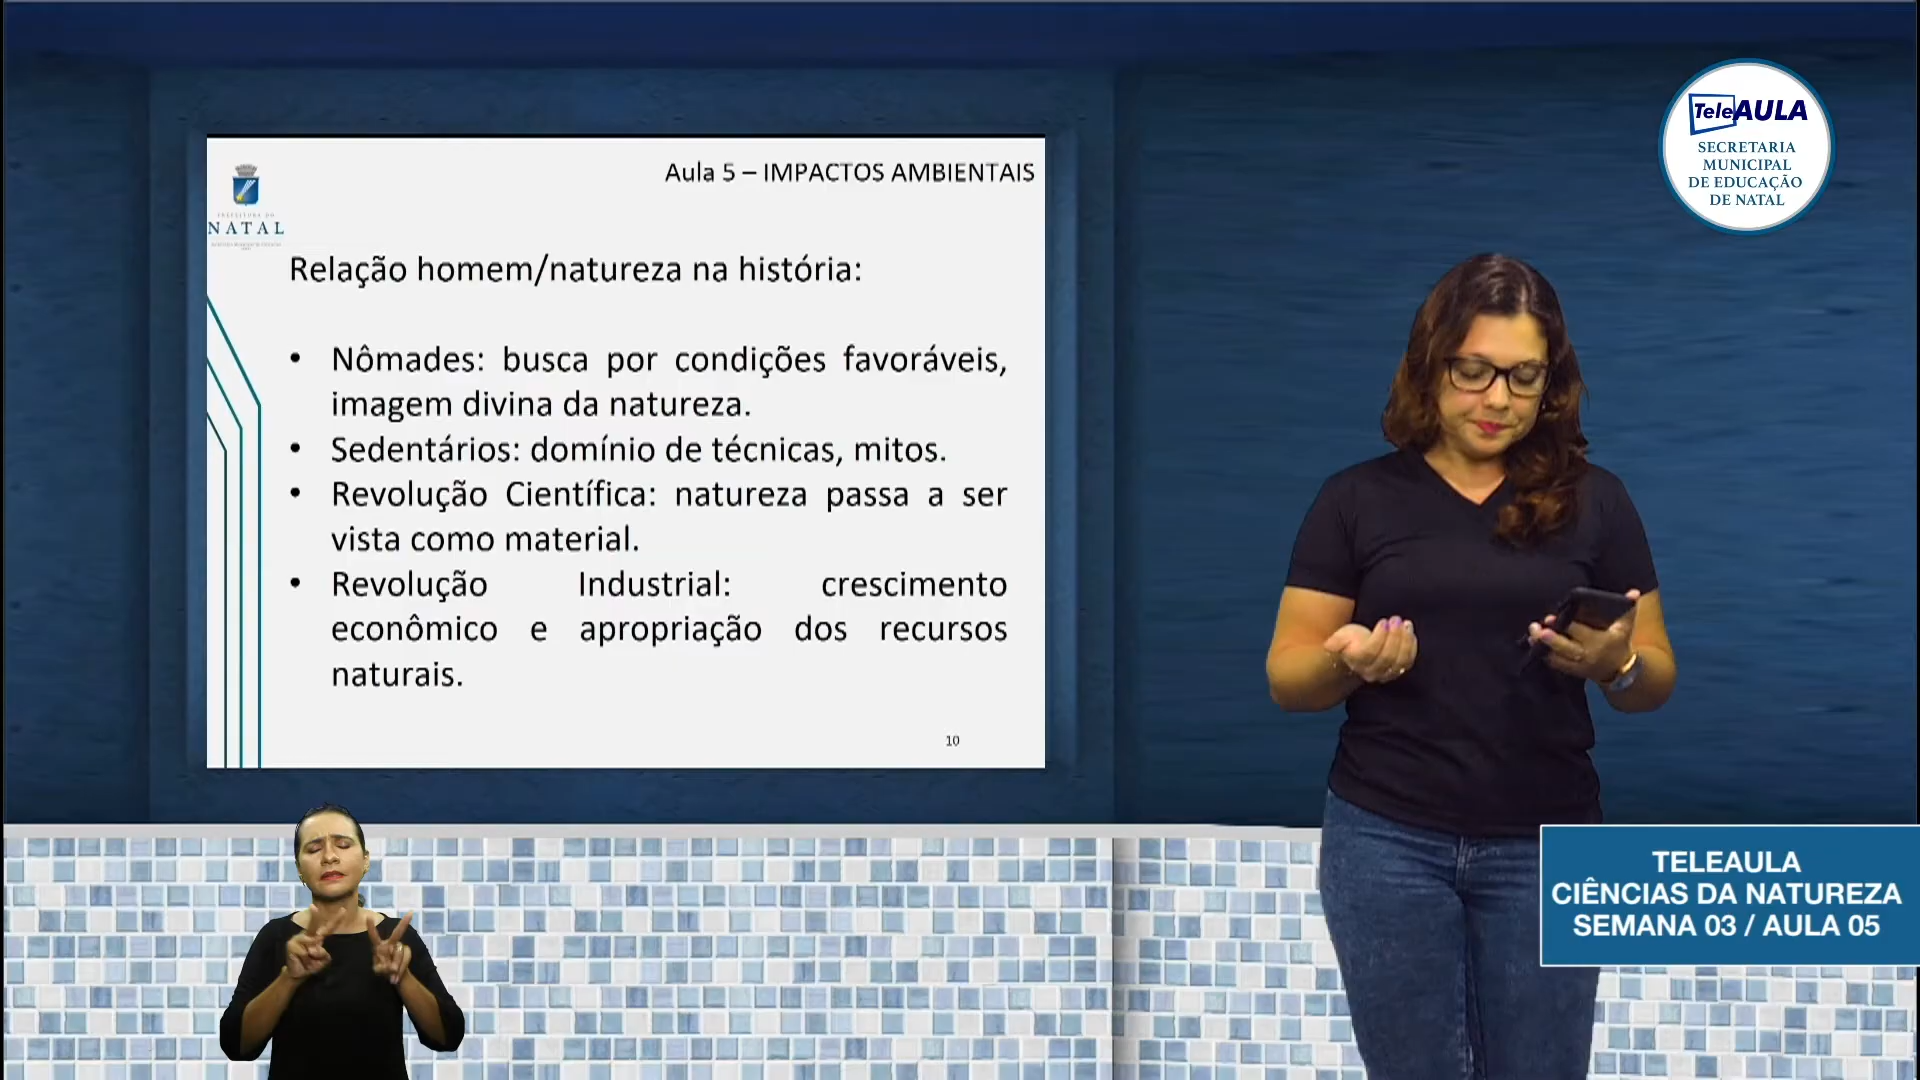 Aula 5 – IMPACTOS AMBIENTAIS
NATAL
Relação homem/natureza na história:
• Nômades: busca por condições favoráveis,
imagem divina da natureza.
• Sedentários: domínio de técnicas, mitos.
• Revolução Científica: natureza passa a ser
vista como material.
• Revolução Industrial: crescimento
econômico e apropriação dos recursos
naturais.
10
TeleAULA
SECRETARIA
MUNICIPAL
DE EDUCAÇÃO
DE NATAL
TELEAULA
CIÊNCIAS DA NATUREZA
SEMANA 03 / AULA 05